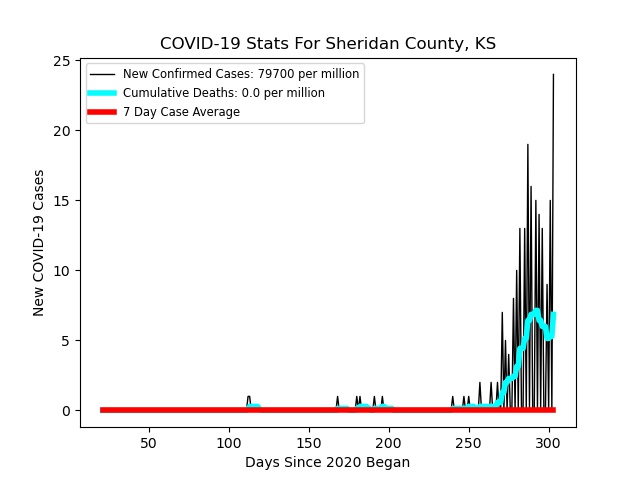 COVID-19 Stats For Sheridan County, KS
New Confirmed Cases: 79700 per million
Cumulative Deaths: 0.0 per million
7 Day Case Average
25
20
15
10
5
0
New COVID-19 Cases
50 100 150 200 250 300
Days Since 2020 Began